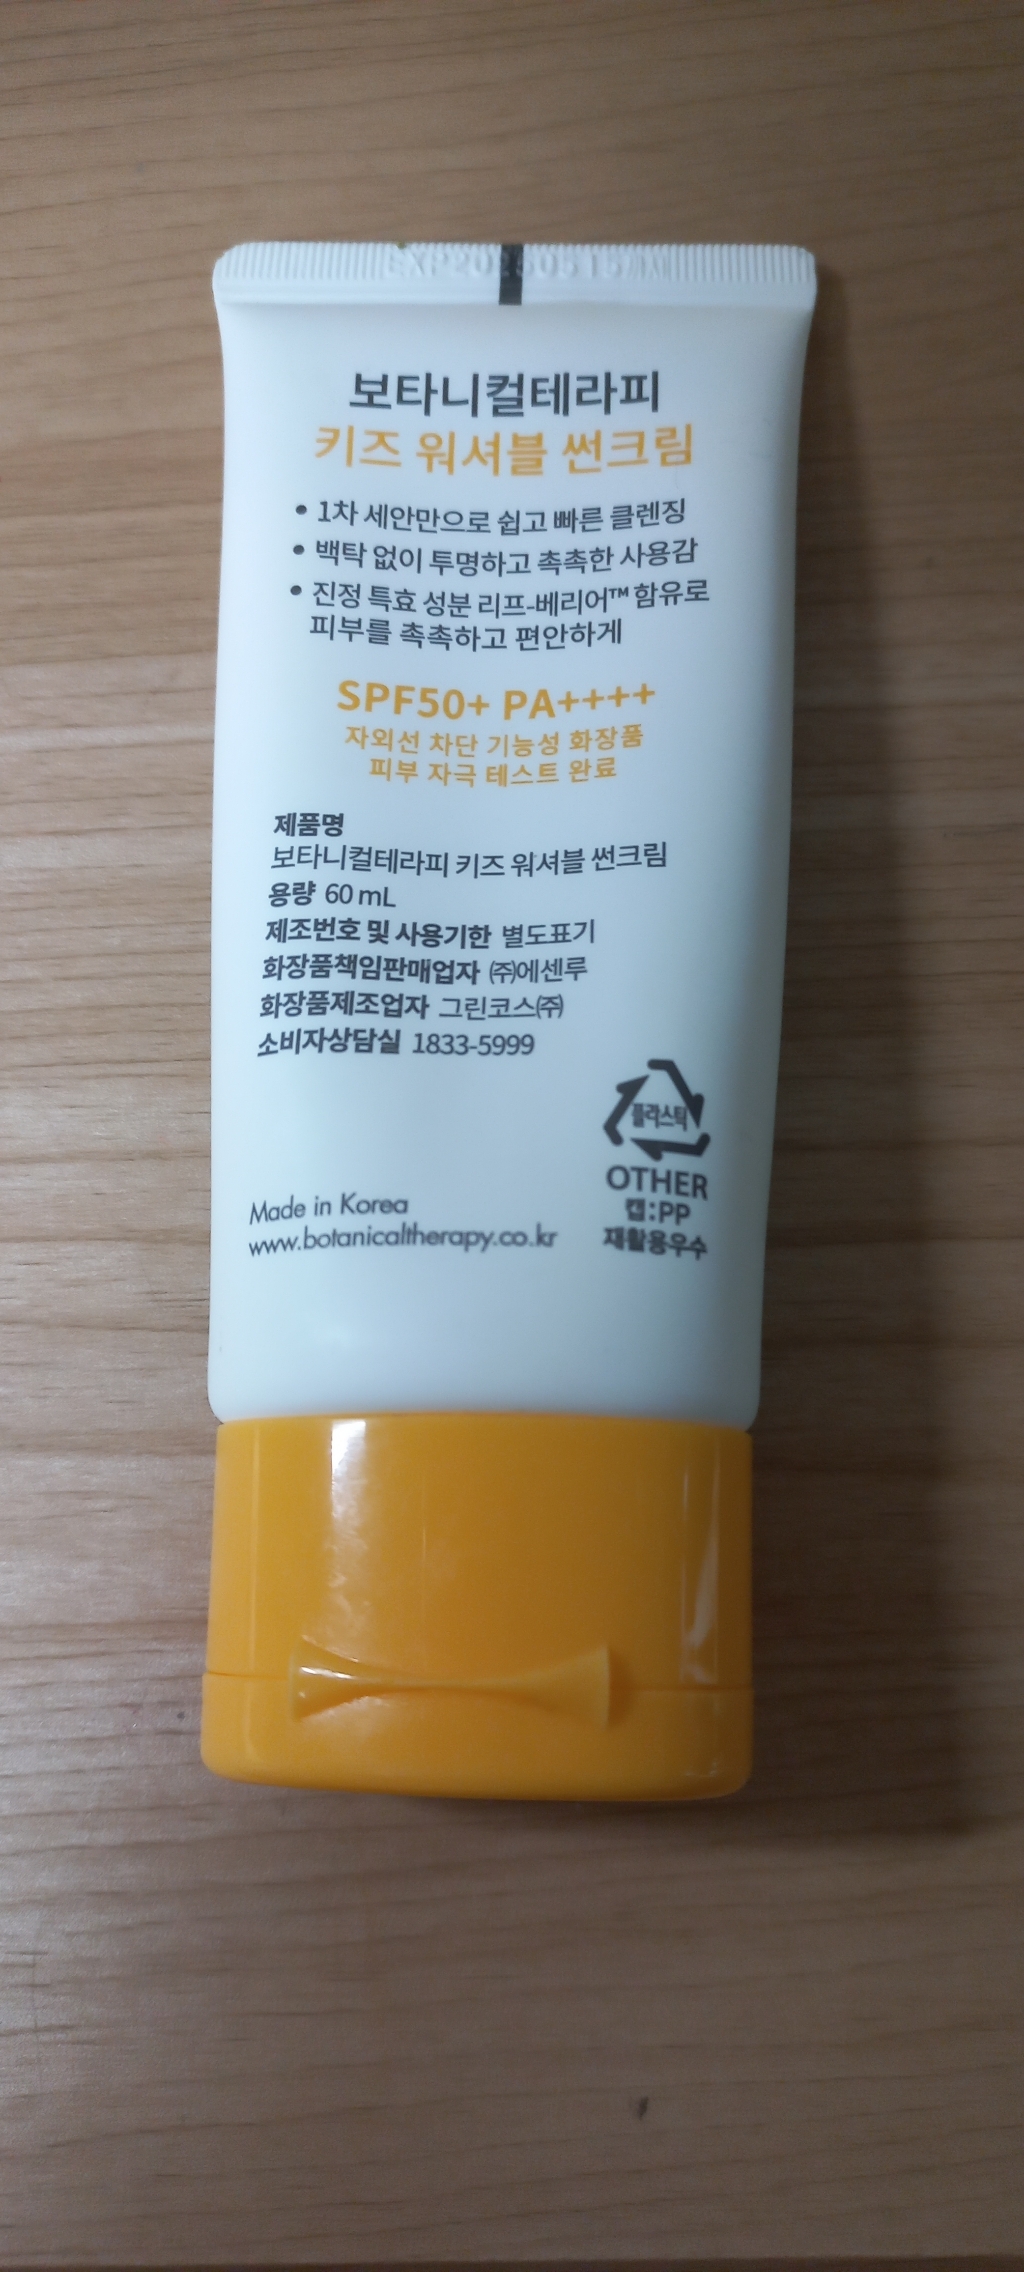 보타니컬테라피
키즈 워셔블 썬크림
• 1차 세안만으로 쉽고 빠른 클렌징
• 백탁 없이 투명하고 촉촉한 사용감
• 진정 특효 성분 리프-베리어™ 함유로
피부를 촉촉하고 편안하게
SPF50+ PA++++
자외선 차단 기능성 화장품
피부 자극 테스트 완료
제품명
보타니컬테라피 키즈 워셔블 썬크림
용량 60 mL
제조번호 및 사용기한 별도표기
화장품책임판매업자 ㈜에센루
화장품제조업자 그린코스㈜
소비자상담실 1833-5999
플라스틱
OTHER
캡:PP
재활용우수
Made in Korea
www.botanicaltherapy.co.kr